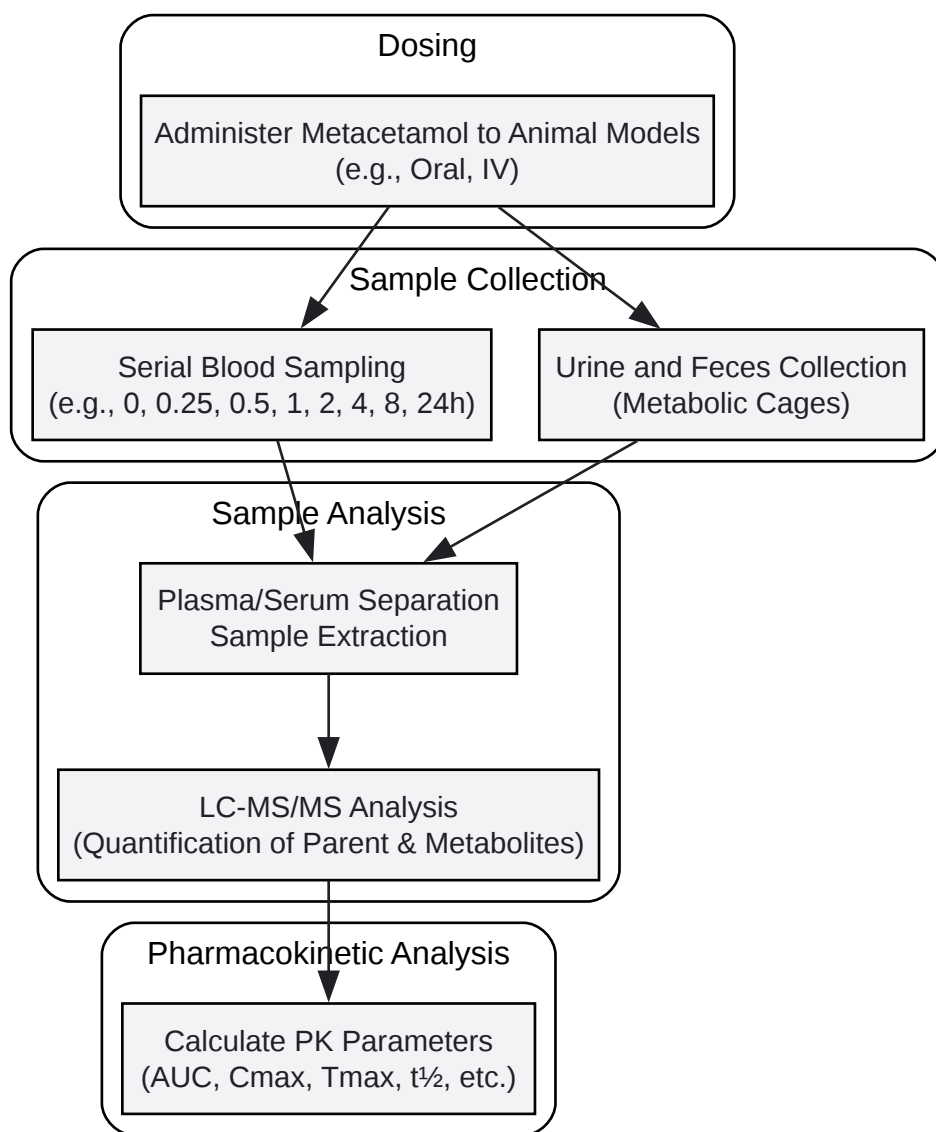 Dosing
Administer Metacetamol to Animal Models
(e.g., Oral, IV)
Sample Collection
Serial Blood Sampling
(e.g., 0, 0.25, 0.5, 1, 2, 4, 8, 24h)
Urine and Feces Collection
(Metabolic Cages)
Sample Analysis
Plasma/Serum Separation
Sample Extraction
LC-MS/MS Analysis
(Quantification of Parent & Metabolites)
Pharmacokinetic Analysis
Calculate PK Parameters
(AUC, Cmax, Tmax, t½, etc.)